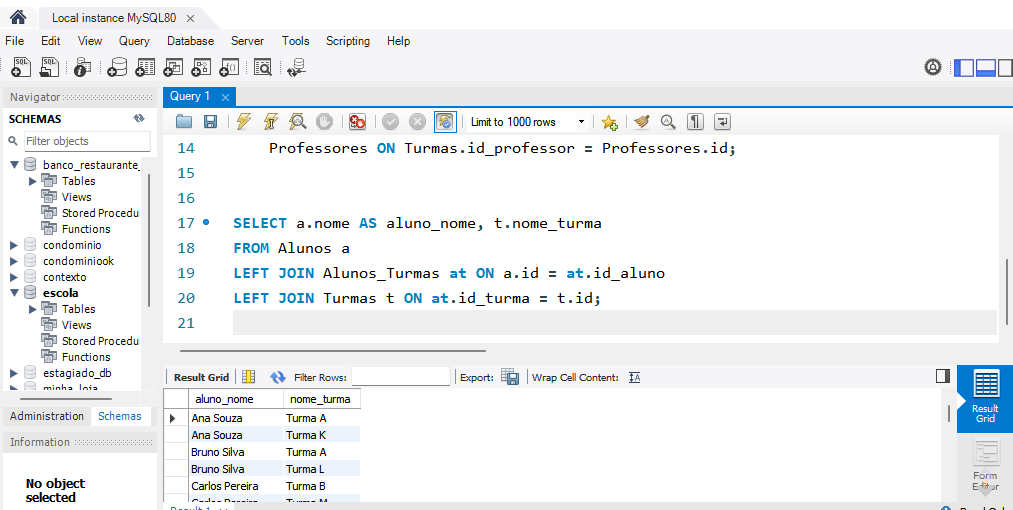 Local instance MySQL80
File Edit View Query Database Server Tools Scripting Help
Navigator
SCHEMAS
Filter objects
banco_restaurante_
Tables
Views
Stored Procedu
Functions
condominio
condominiook
contexto
escola
Tables
Views
Stored Procedu
Functions
estagiado_db
minha_loja
Administration Schemas
Information
No object
selected
Query 1
Limit to 1000 rows
14 Professores ON Turmas.id_professor = Professores.id;
15
16
17 SELECT a.nome AS aluno_nome, t.nome_turma
18 FROM Alunos a
19 LEFT JOIN Alunos_Turmas at ON a.id = at.id_aluno
20 LEFT JOIN Turmas t ON at.id_turma = t.id;
21
Result Grid Filter Rows: Export: Wrap Cell Content:
aluno_nome nome_turma
Ana Souza Turma A
Ana Souza Turma K
Bruno Silva Turma A
Bruno Silva Turma L
Carlos Pereira Turma B
Carlos Pereira Turma M
Result 1
Result
Grid
Form
Editor